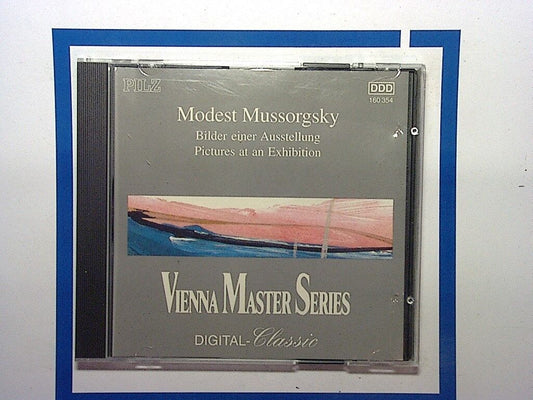 PILZ
DDD
160 354
Modest Mussorgsky
Bilder einer Ausstellung
Pictures at an Exhibition
VIENNA MASTER SERIES
DIGITAL-Classic